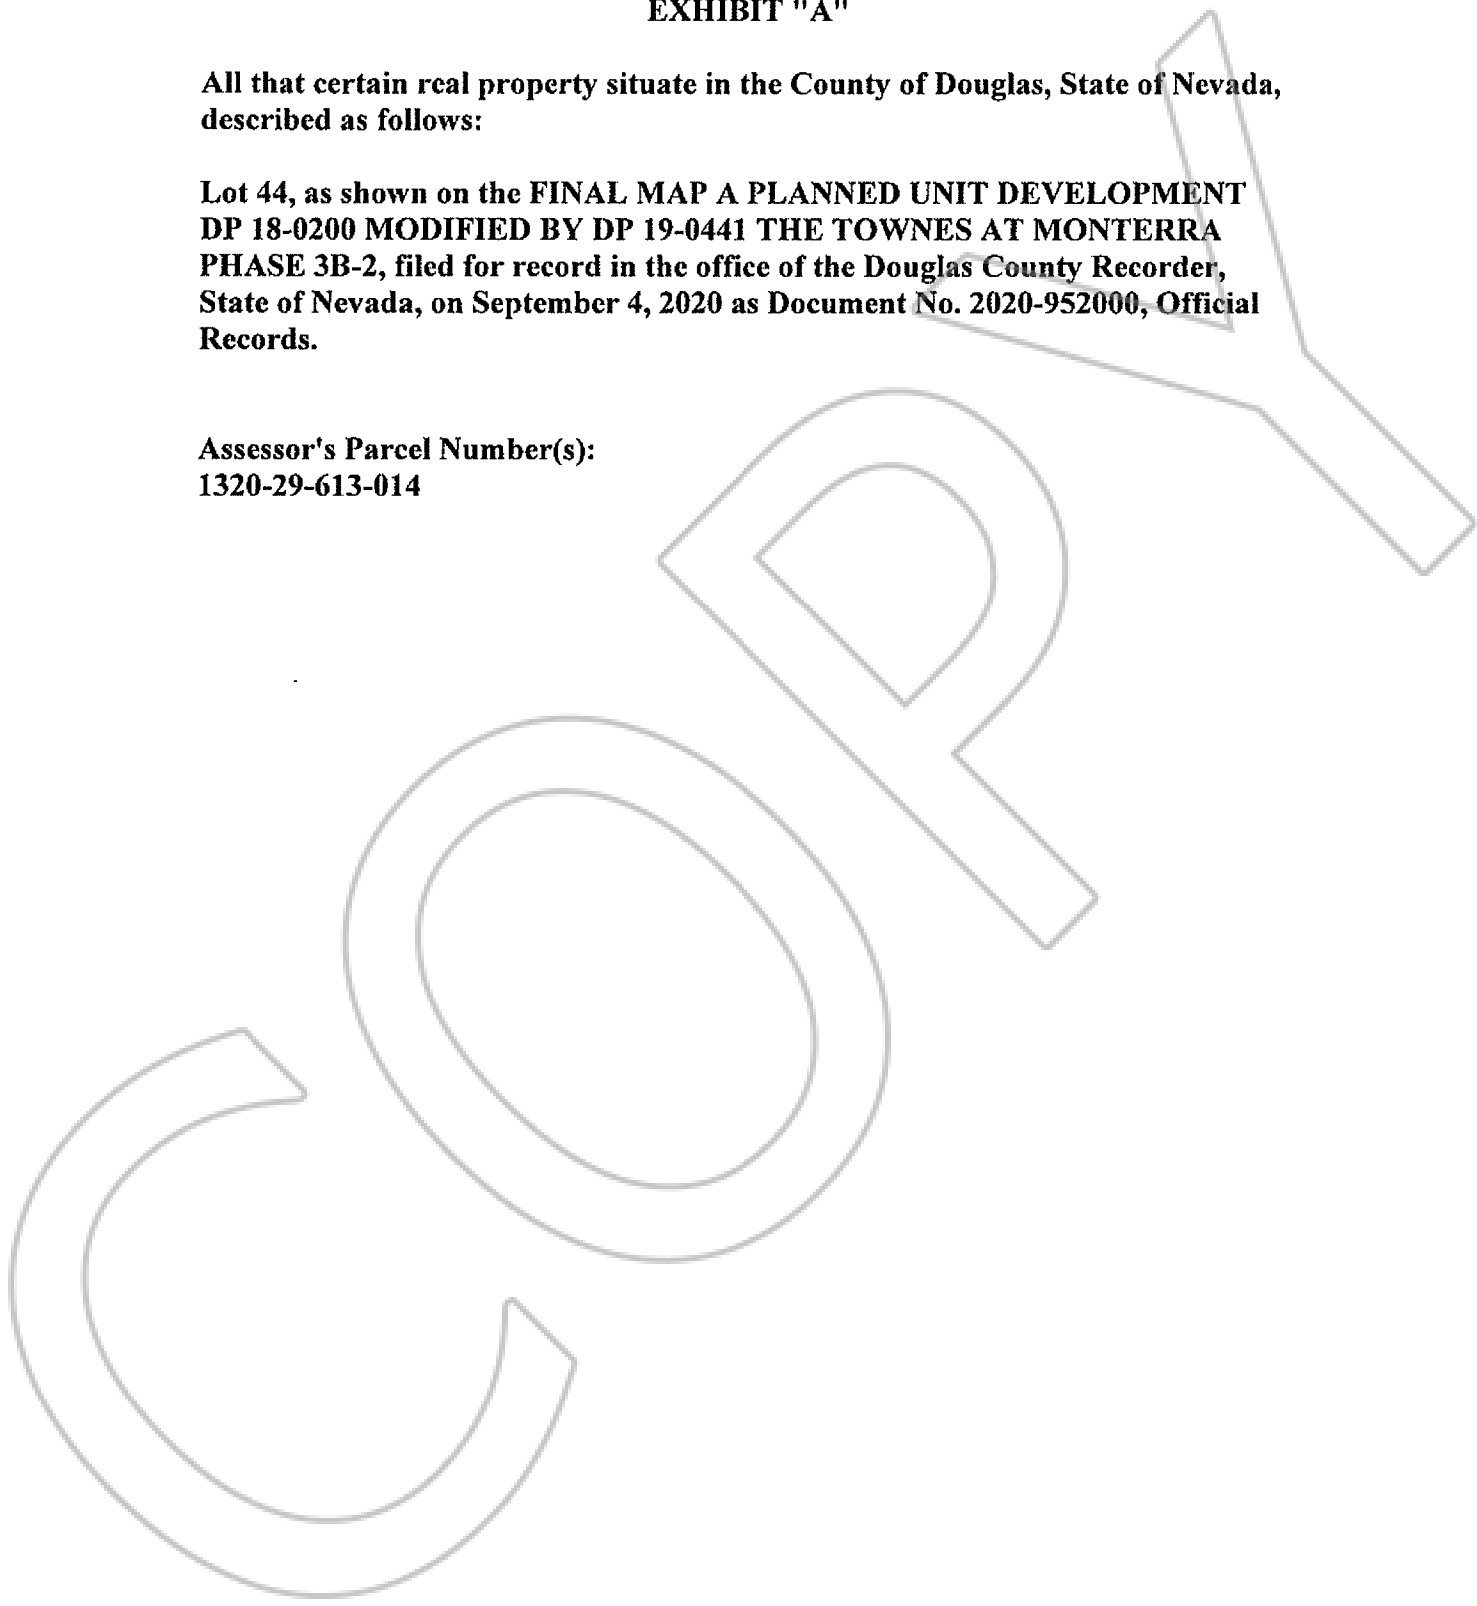 EXHIBIT "A"
All that certain real property situate in the County of Douglas, State of Nevada,
described as follows:
Lot 44, as shown on the FINAL MAP A PLANNED UNIT DEVELOPMENT
DP 18-0200 MODIFIED BY DP 19-0441 THE TOWNES AT MONTERRA
PHASE 3B-2, filed for record in the office of the Douglas County Recorder,
State of Nevada, on September 4, 2020 as Document No. 2020-952000, Official
Records.
Assessor's Parcel Number(s):
1320-29-613-014
COPY